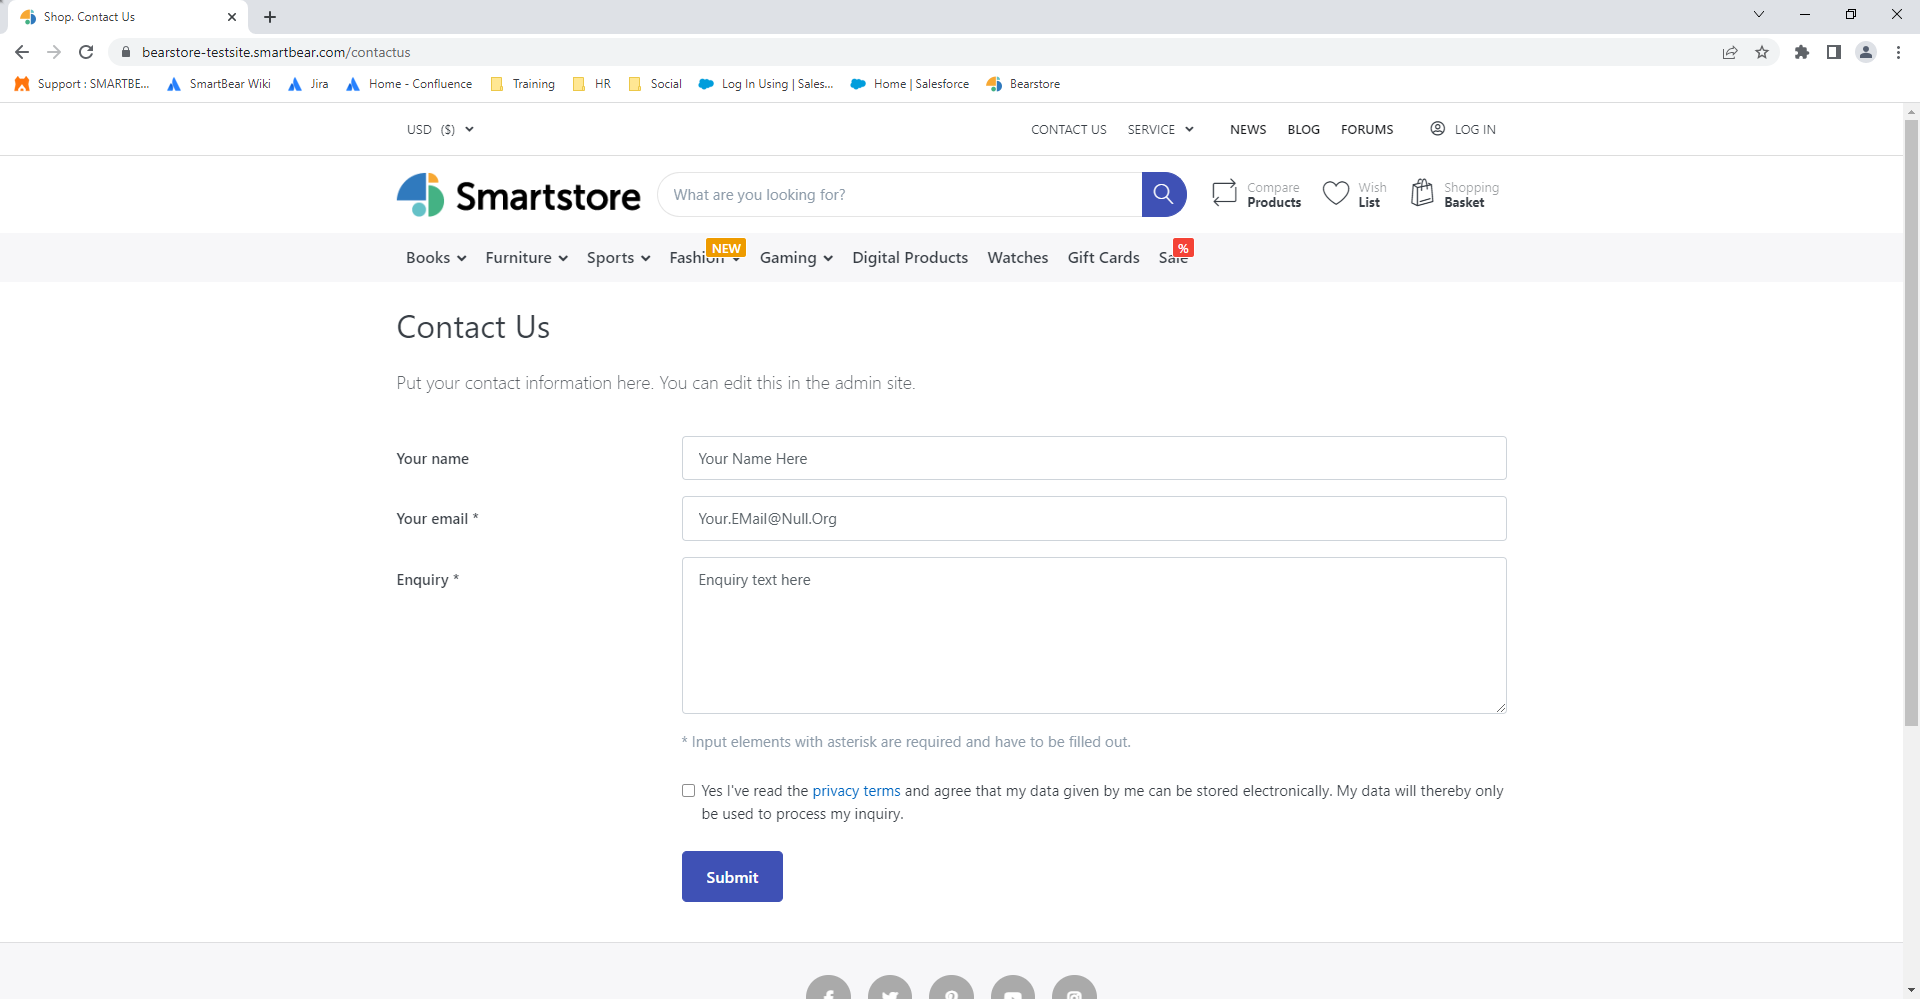 Shop. Contact Us
bearstore-testsite.smartbear.com/contactus
Support : SMARTBE... SmartBear Wiki Jira Home - Confluence Training HR Social Log In Using | Sales... Home | Salesforce Bearstore
USD ($) CONTACT US SERVICE NEWS BLOG FORUMS LOG IN
Smartstore What are you looking for? Compare Products Wish List Shopping Basket
NEW %
Books Furniture Sports Fashion Gaming Digital Products Watches Gift Cards Sale
Contact Us
Put your contact information here. You can edit this in the admin site.
Your name Your Name Here
Your email * Your.EMail@Null.Org
Enquiry * Enquiry text here
* Input elements with asterisk are required and have to be filled out.
Yes I've read the privacy terms and agree that my data given by me can be stored electronically. My data will thereby only
be used to process my inquiry.
Submit